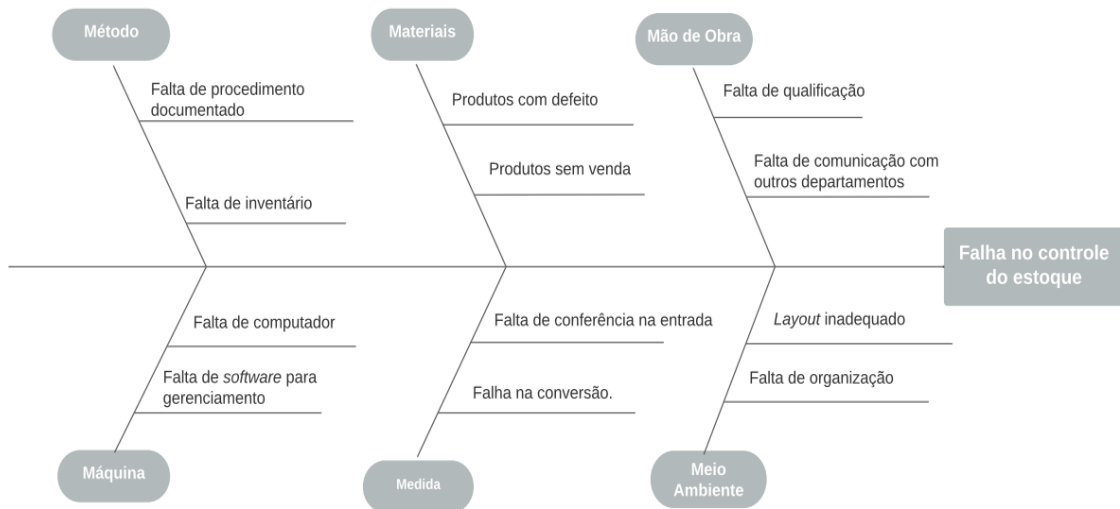 Método
Materiais
Mão de Obra
Falta de procedimento
documentado
Produtos com defeito
Falta de qualificação
Produtos sem venda
Falta de comunicação com
outros departamentos
Falta de inventário
Falha no controle
do estoque
Falta de computador
Falta de conferência na entrada
Layout inadequado
Falta de software para
gerenciamento
Falha na conversão.
Falta de organização
Máquina
Medida
Meio
Ambiente